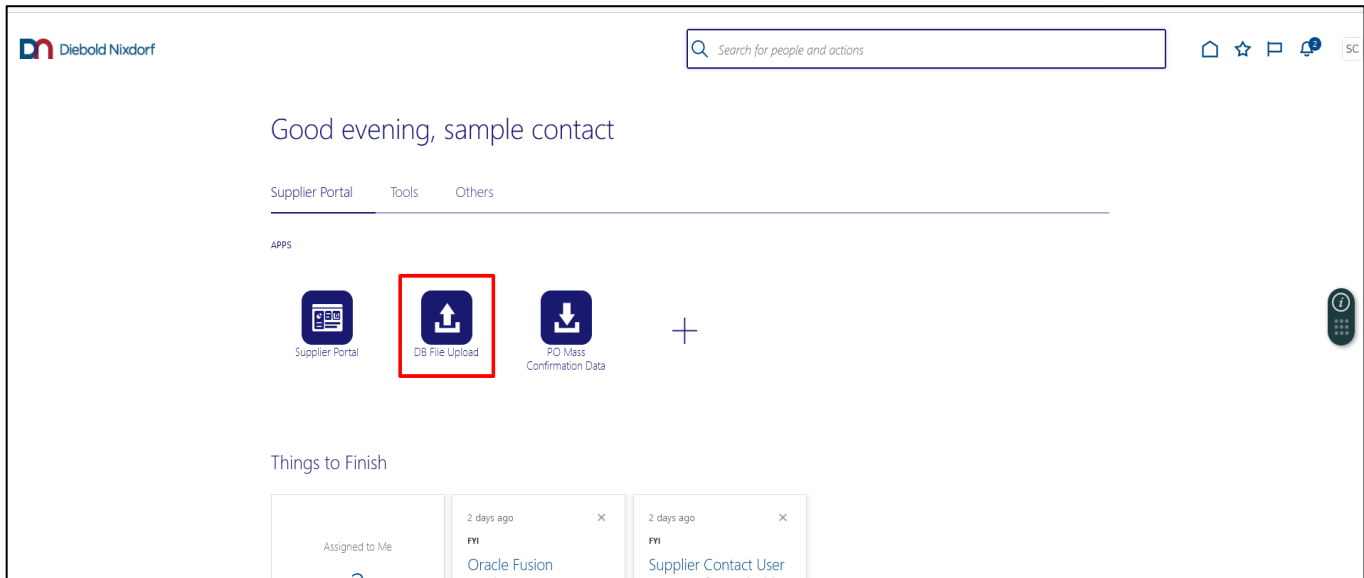 Diebold Nixdorf
Search for people and actions
2
SC
Good evening, sample contact
Supplier Portal Tools Others
APPS
Supplier Portal
DB File Upload
PO Mass
Confirmation Data
Things to Finish
Assigned to Me
2 days ago
FYI
Oracle Fusion
2 days ago
FYI
Supplier Contact User